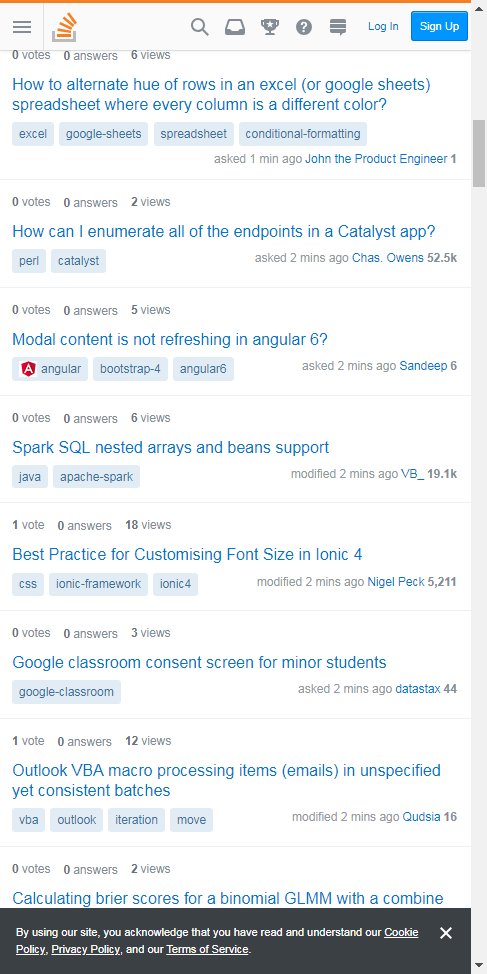 Log In Sign Up
0 votes 0 answers 6 views
How to alternate hue of rows in an excel (or google sheets)
spreadsheet where every column is a different color?
excel google-sheets spreadsheet conditional-formatting
asked 1 min ago John the Product Engineer 1
0 votes 0 answers 2 views
How can I enumerate all of the endpoints in a Catalyst app?
perl catalyst asked 2 mins ago Chas. Owens 52.5k
0 votes 0 answers 5 views
Modal content is not refreshing in angular 6?
angular bootstrap-4 angular6 asked 2 mins ago Sandeep 6
0 votes 0 answers 6 views
Spark SQL nested arrays and beans support
java apache-spark modified 2 mins ago VB_ 19.1k
1 vote 0 answers 18 views
Best Practice for Customising Font Size in Ionic 4
css ionic-framework ionic4 modified 2 mins ago Nigel Peck 5,211
0 votes 0 answers 3 views
Google classroom consent screen for minor students
google-classroom asked 2 mins ago datastax 44
1 vote 0 answers 12 views
Outlook VBA macro processing items (emails) in unspecified
yet consistent batches
vba outlook iteration move modified 2 mins ago Qudsia 16
0 votes 0 answers 2 views
Calculating brier scores for a binomial GLMM with a combine
By using our site, you acknowledge that you have read and understand our Cookie
Policy, Privacy Policy, and our Terms of Service.